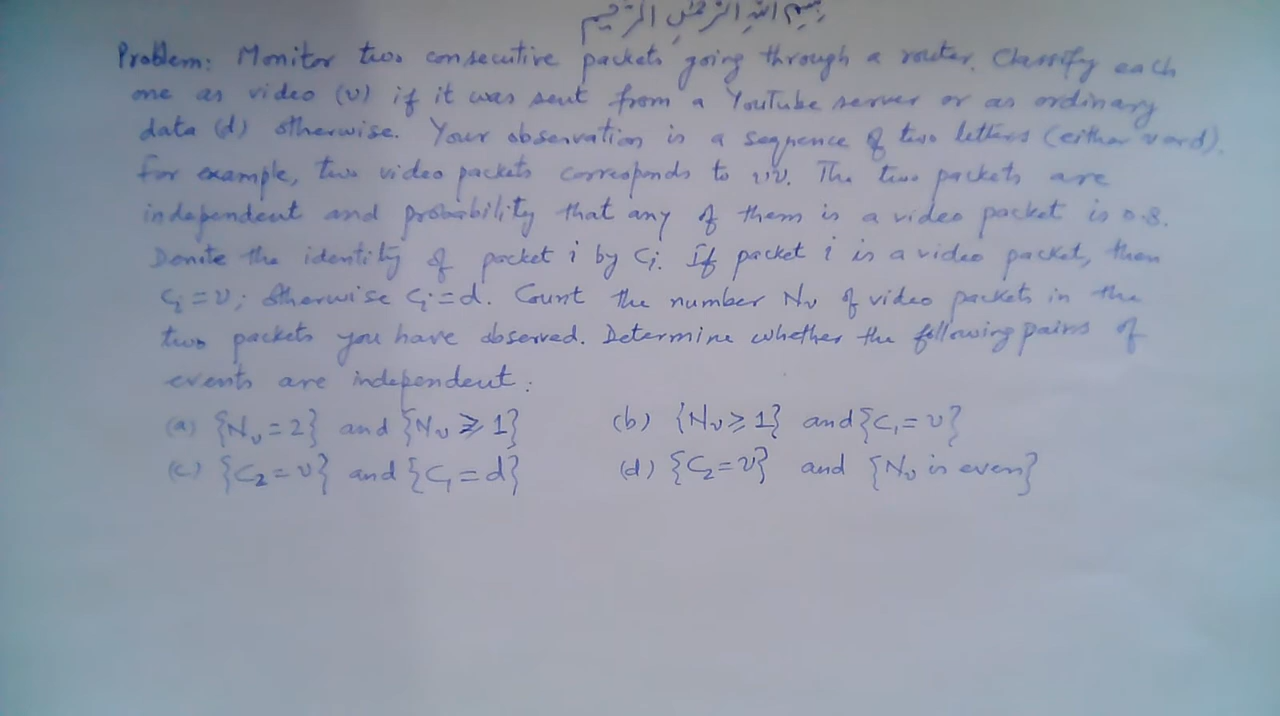 بسم الله الرحمن الرحيم
Problem: Monitor two consecutive packets going through a router. Classify each
one as video (v) if it was sent from a YouTube server or as ordinary
data (d) otherwise. Your observation is a sequence of two letters (either v or d).
For example, two video packets corresponds to vv. The two packets are
independent and probability that any of them is a video packet is 0.8.
Denote the identity of packet i by Cᵢ. If packet i is a video packet, then
Cᵢ = v; otherwise Cᵢ = d. Count the number Nᵥ of video packets in the
two packets you have observed. Determine whether the following pairs of
events are independent:
(a) {Nᵥ = 2} and {Nᵥ ≥ 1} (b) {Nᵥ ≥ 1} and {C₁ = v}
(c) {C₂ = v} and {C₁ = d} (d) {C₂ = v} and {Nᵥ is even}